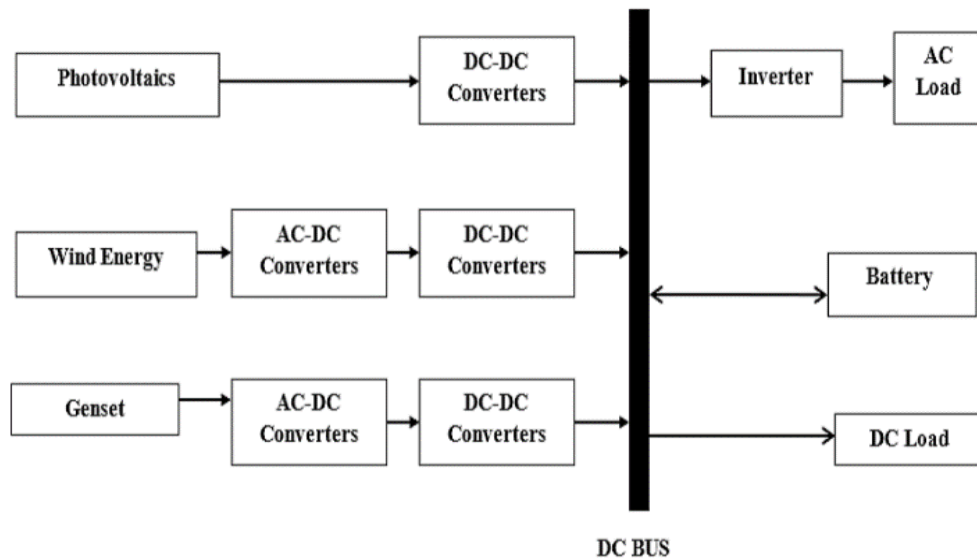 Photovoltaics
DC-DC
Converters
Inverter
AC
Load
Wind Energy
AC-DC
Converters
DC-DC
Converters
Battery
Genset
AC-DC
Converters
DC-DC
Converters
DC Load
DC BUS